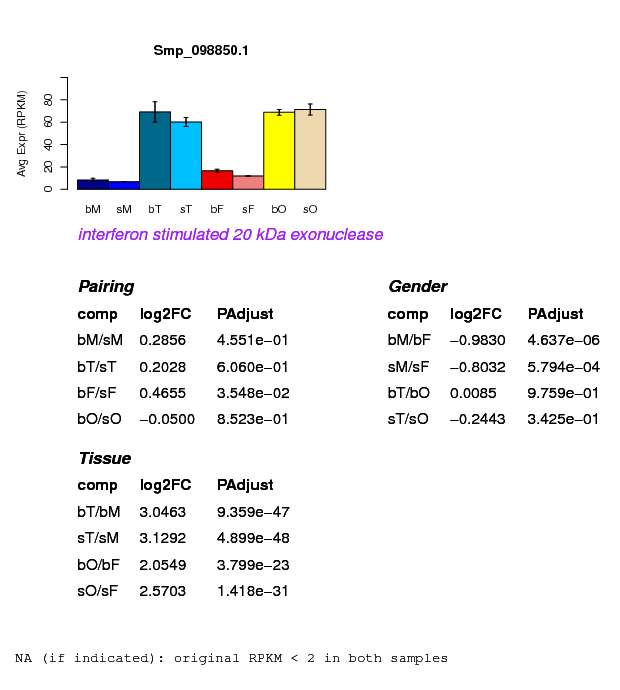 Smp_098850.1
Avg Expr (RPKM)
0 20 40 60 80
bM sM bT sT bF sF bO sO
interferon stimulated 20 kDa exonuclease
Pairing
comp log2FC PAdjust
bM/sM 0.2856 4.551e−01
bT/sT 0.2028 6.060e−01
bF/sF 0.4655 3.548e−02
bO/sO −0.0500 8.523e−01
Gender
comp log2FC PAdjust
bM/bF −0.9830 4.637e−06
sM/sF −0.8032 5.794e−04
bT/bO 0.0085 9.759e−01
sT/sO −0.2443 3.425e−01
Tissue
comp log2FC PAdjust
bT/bM 3.0463 9.359e−47
sT/sM 3.1292 4.899e−48
bO/bF 2.0549 3.799e−23
sO/sF 2.5703 1.418e−31
NA (if indicated): original RPKM < 2 in both samples